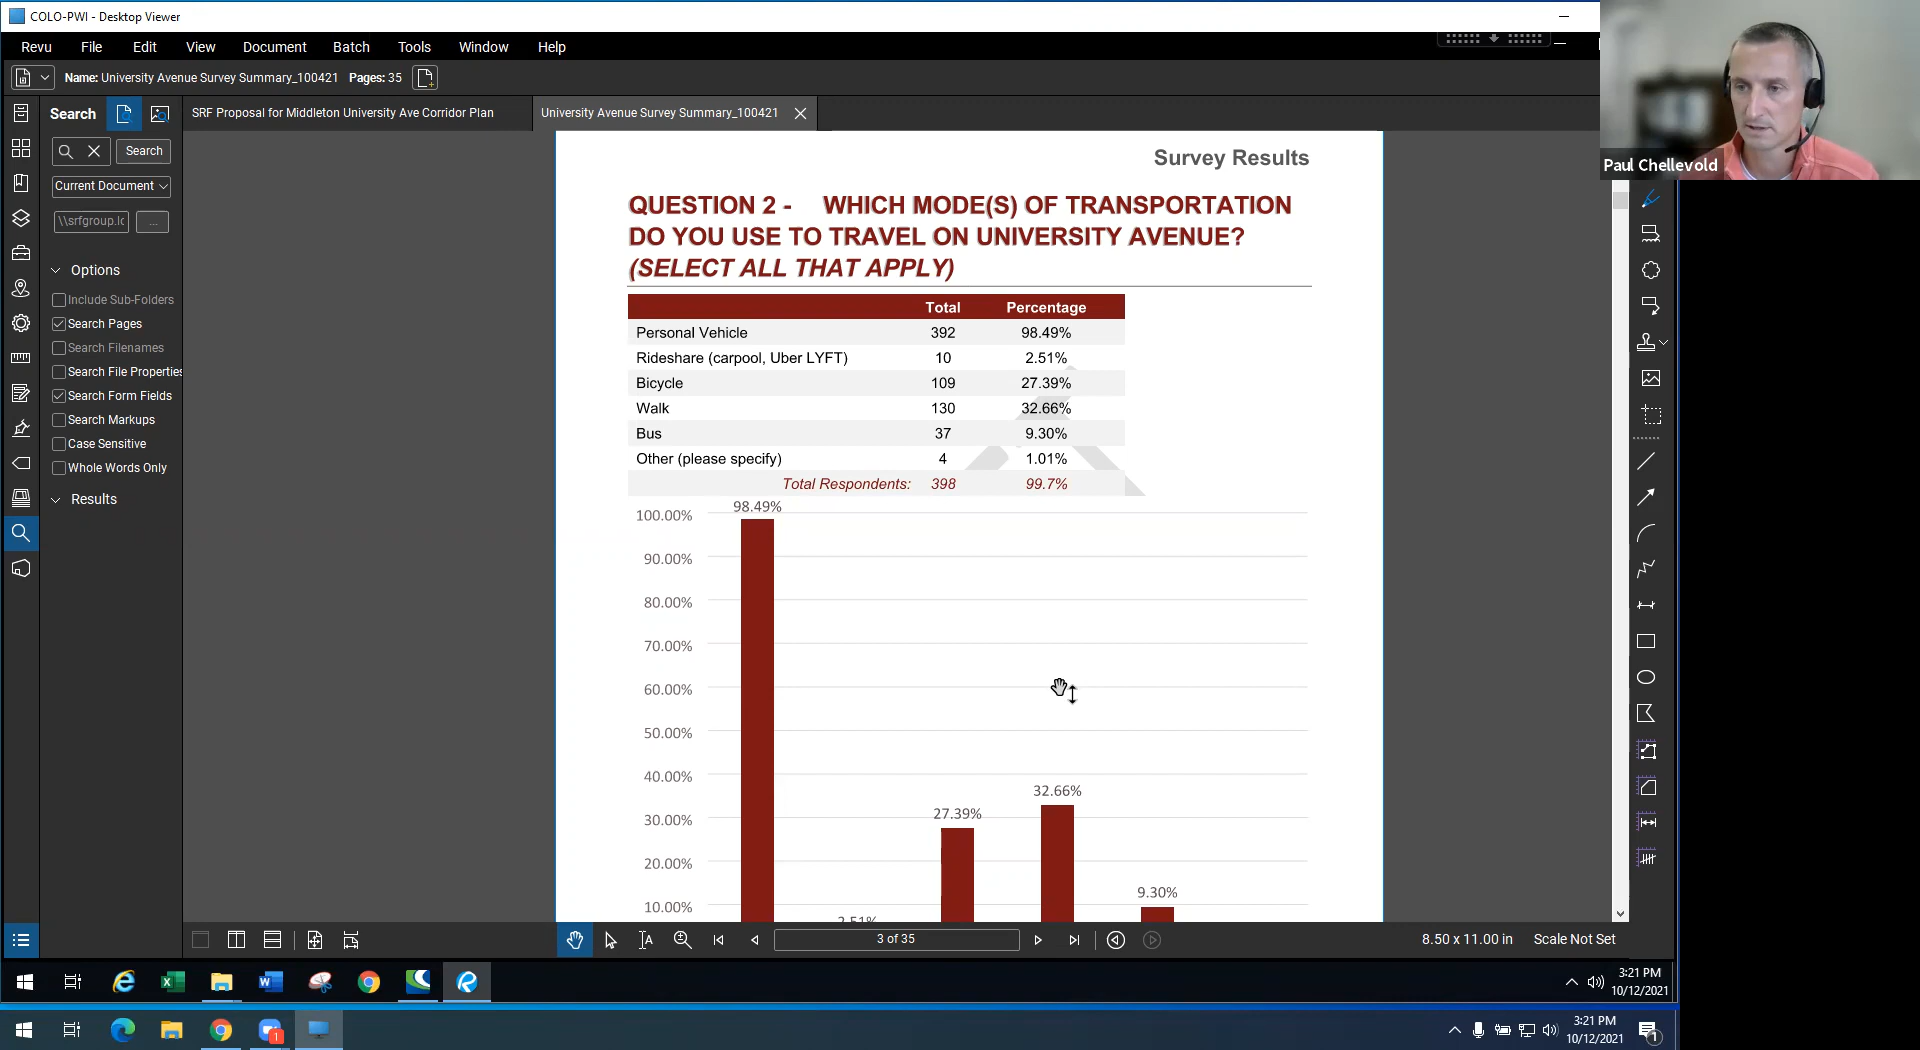 COLO-PWI - Desktop Viewer
Revu File Edit View Document Batch Tools Window Help
Name: University Avenue Survey Summary_100421 Pages: 35
Search
SRF Proposal for Middleton University Ave Corridor Plan
University Avenue Survey Summary_100421
Search
Current Document
\\srfgroup.lc
...
Options
Include Sub-Folders
Search Pages
Search Filenames
Search File Properties
Search Form Fields
Search Markups
Case Sensitive
Whole Words Only
Results
Paul Chellevold
Survey Results
QUESTION 2 - WHICH MODE(S) OF TRANSPORTATION
DO YOU USE TO TRAVEL ON UNIVERSITY AVENUE?
(SELECT ALL THAT APPLY)
Total Percentage
Personal Vehicle 392 98.49%
Rideshare (carpool, Uber LYFT) 10 2.51%
Bicycle 109 27.39%
Walk 130 32.66%
Bus 37 9.30%
Other (please specify) 4 1.01%
Total Respondents: 398 99.7%
98.49%
100.00%
90.00%
80.00%
70.00%
60.00%
50.00%
40.00%
32.66%
30.00%
27.39%
20.00%
9.30%
10.00%
2.51%
3 of 35
8.50 x 11.00 in Scale Not Set
3:21 PM
10/12/2021
3:21 PM
10/12/2021
1
1